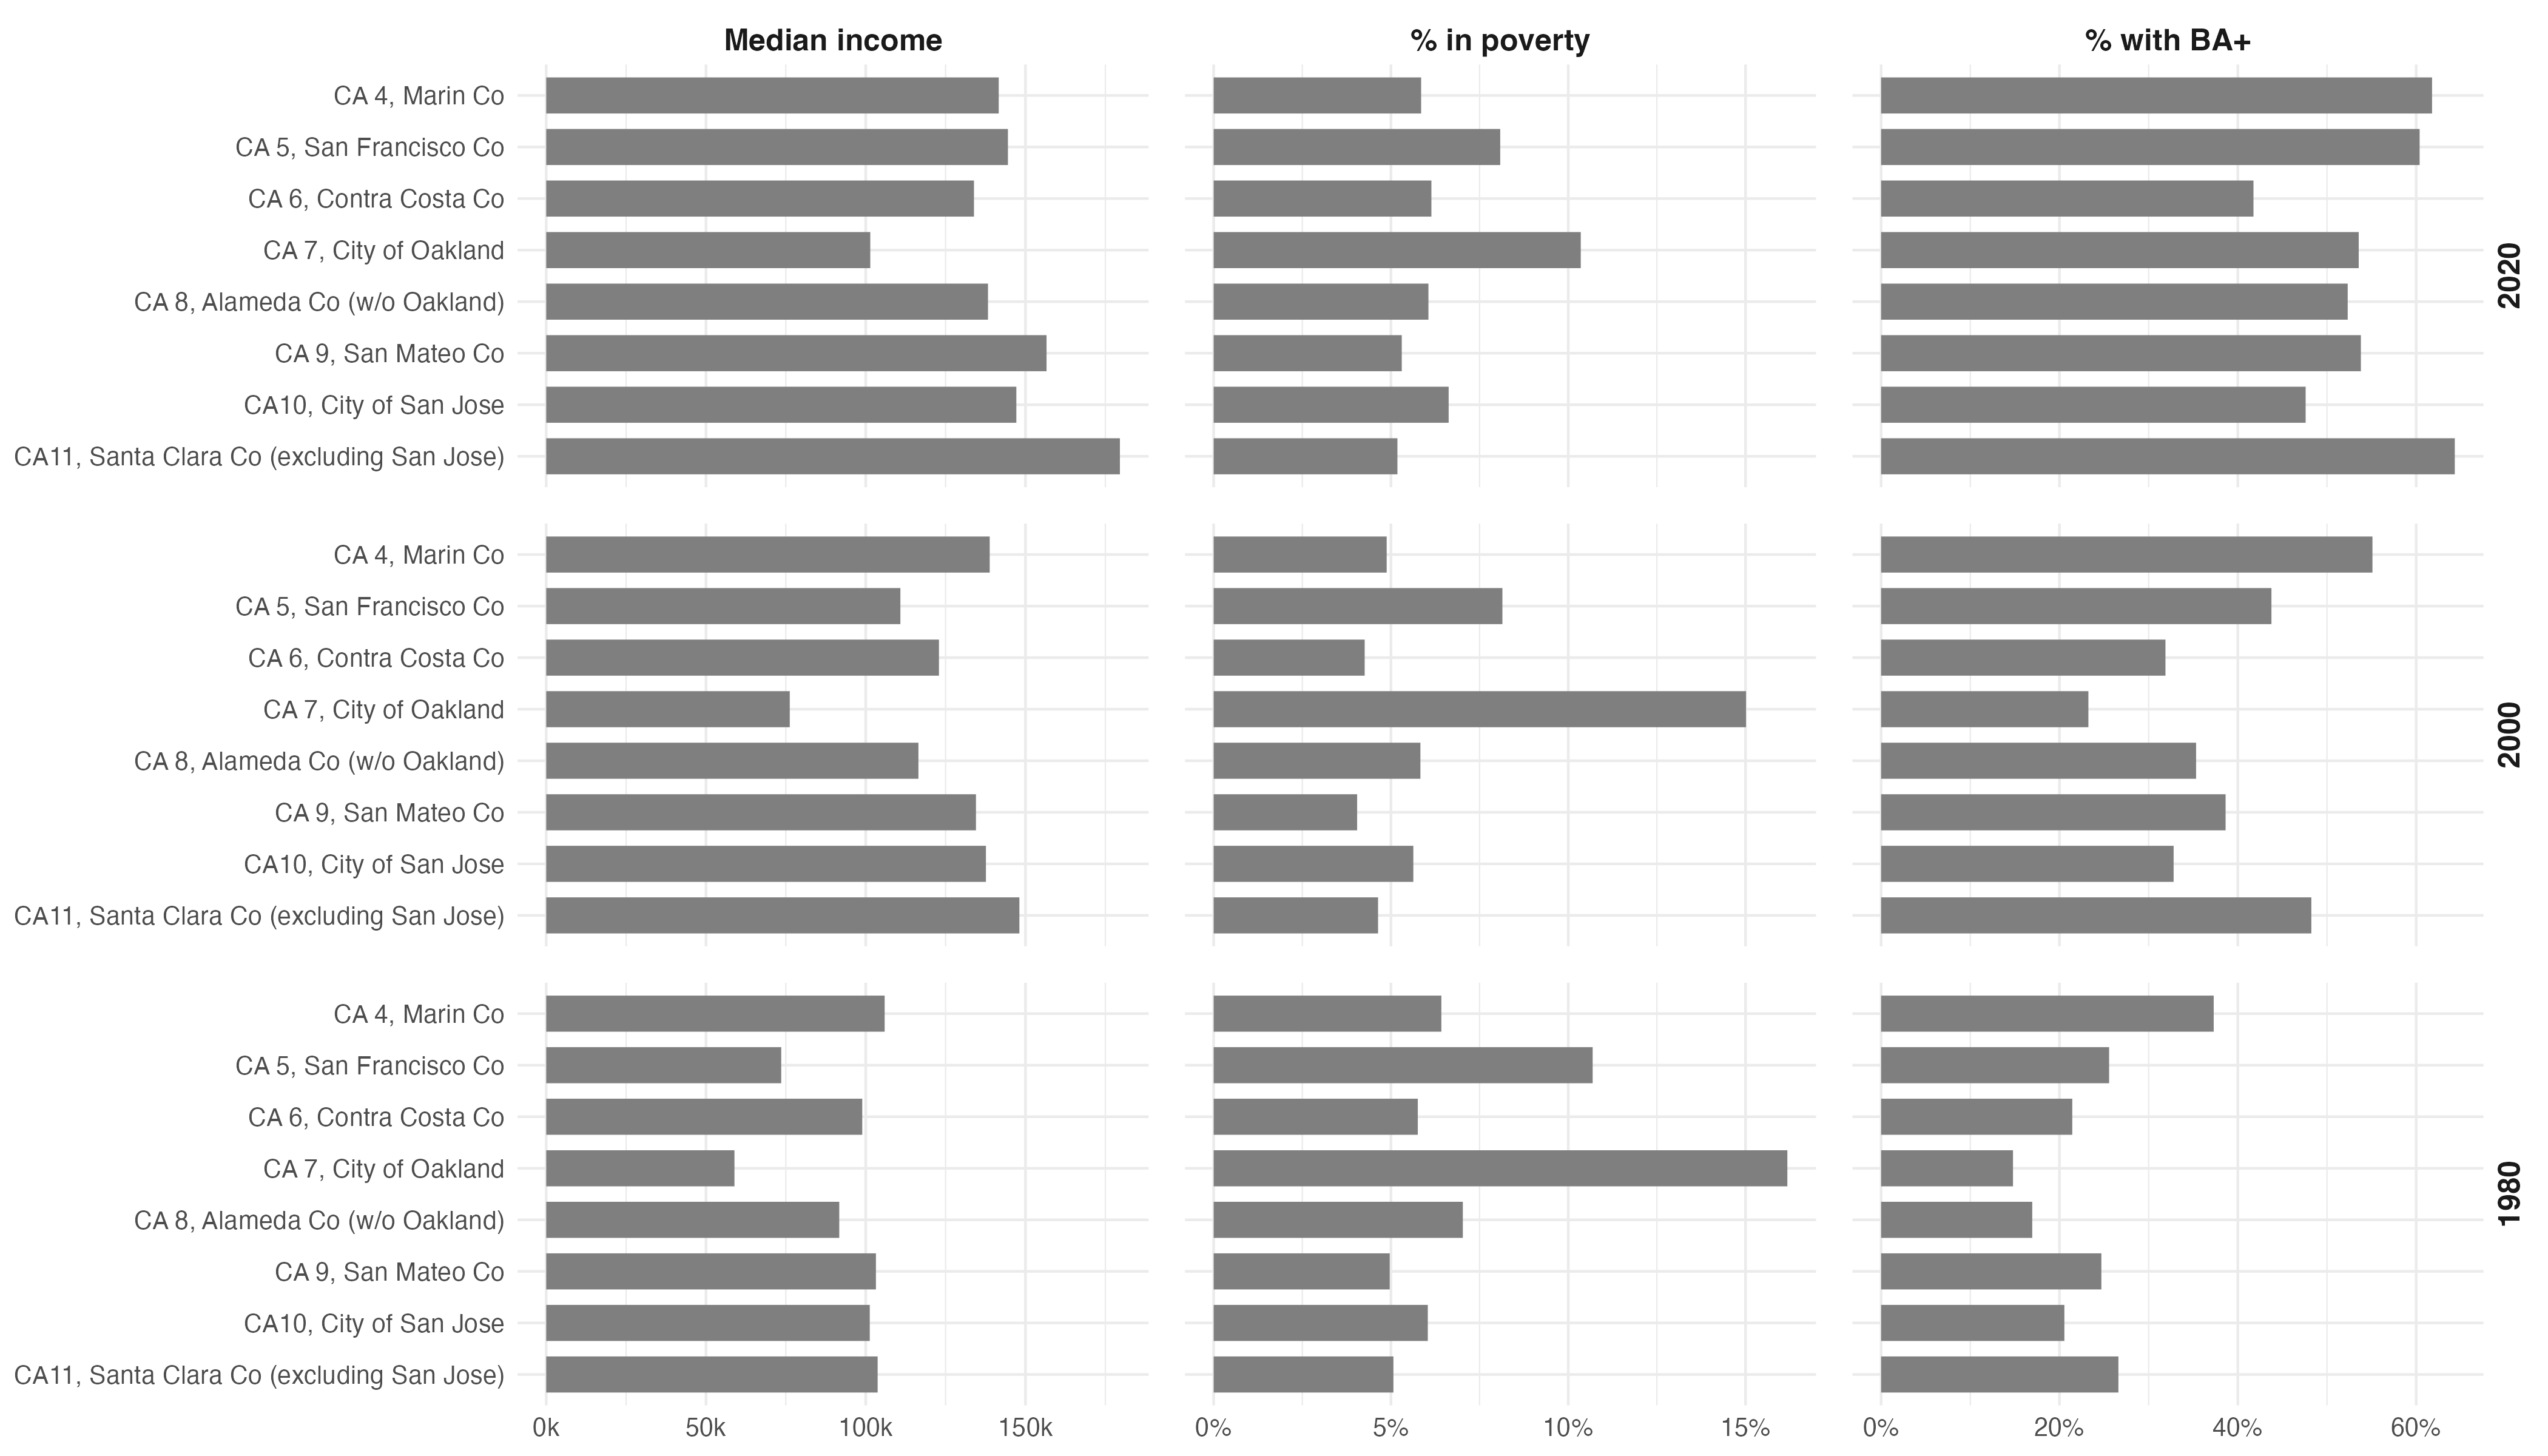 Median income % in poverty % with BA+
CA 4, Marin Co
CA 5, San Francisco Co
CA 6, Contra Costa Co
CA 7, City of Oakland
CA 8, Alameda Co (w/o Oakland)
CA 9, San Mateo Co
CA10, City of San Jose
CA11, Santa Clara Co (excluding San Jose)
2020
CA 4, Marin Co
CA 5, San Francisco Co
CA 6, Contra Costa Co
CA 7, City of Oakland
CA 8, Alameda Co (w/o Oakland)
CA 9, San Mateo Co
CA10, City of San Jose
CA11, Santa Clara Co (excluding San Jose)
2000
CA 4, Marin Co
CA 5, San Francisco Co
CA 6, Contra Costa Co
CA 7, City of Oakland
CA 8, Alameda Co (w/o Oakland)
CA 9, San Mateo Co
CA10, City of San Jose
CA11, Santa Clara Co (excluding San Jose)
1980
0k 50k 100k 150k 0% 5% 10% 15% 0% 20% 40% 60%